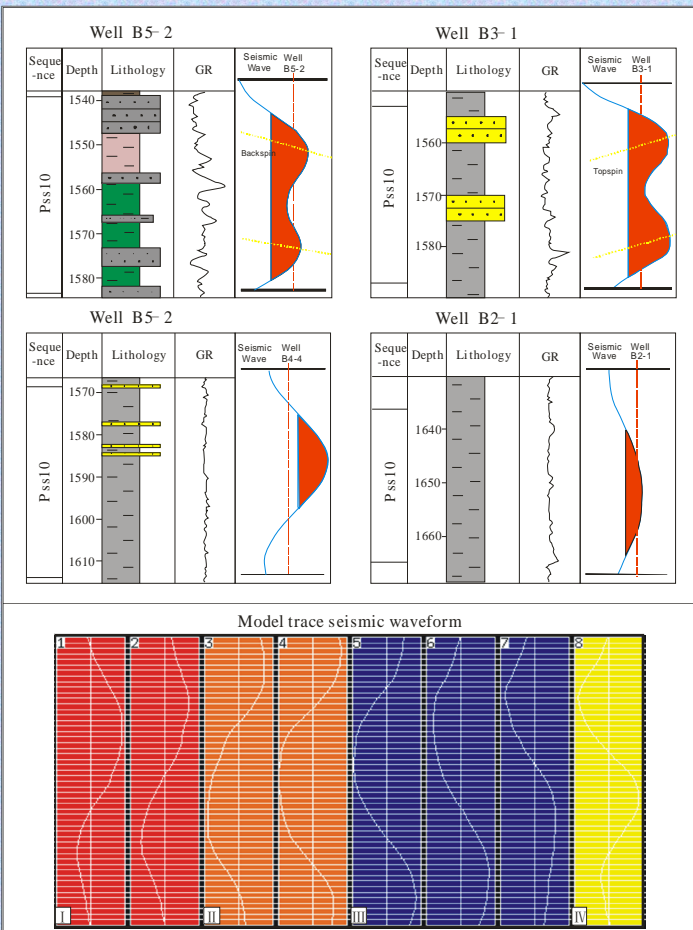 Well B5-2
Seque
-nce
Depth
Lithology
GR
Seismic
Wave
Well
B5-2
Pss10
1540
1550
1560
1570
1580
Backspin
Well B3-1
Seque
-nce
Depth
Lithology
GR
Seismic
Wave
Well
B3-1
Pss10
1560
1570
1580
Topspin
Well B5-2
Seque
-nce
Depth
Lithology
GR
Seismic
Wave
Well
B4-4
Pss10
1570
1580
1590
1600
1610
Well B2-1
Seque
-nce
Depth
Lithology
GR
Seismic
Wave
Well
B2-1
Pss10
1640
1650
1660
Model trace seismic waveform
1 2 3 4 5 6 7 8
I II III IV